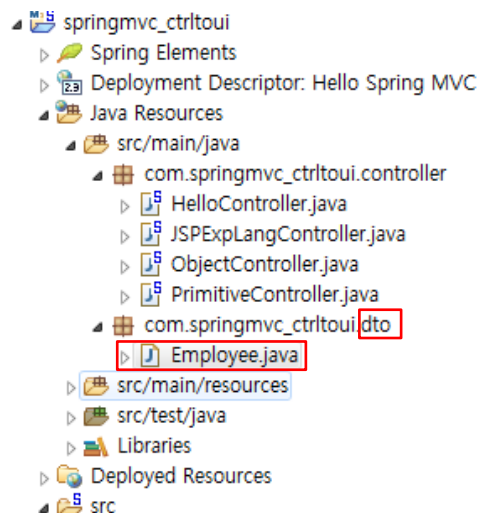 springmvc_ctrltoui
Spring Elements
Deployment Descriptor: Hello Spring MVC
Java Resources
src/main/java
com.springmvc_ctrltoui.controller
HelloController.java
JSPExpLangController.java
ObjectController.java
PrimitiveController.java
com.springmvc_ctrltoui.dto
Employee.java
src/main/resources
src/test/java
Libraries
Deployed Resources
src